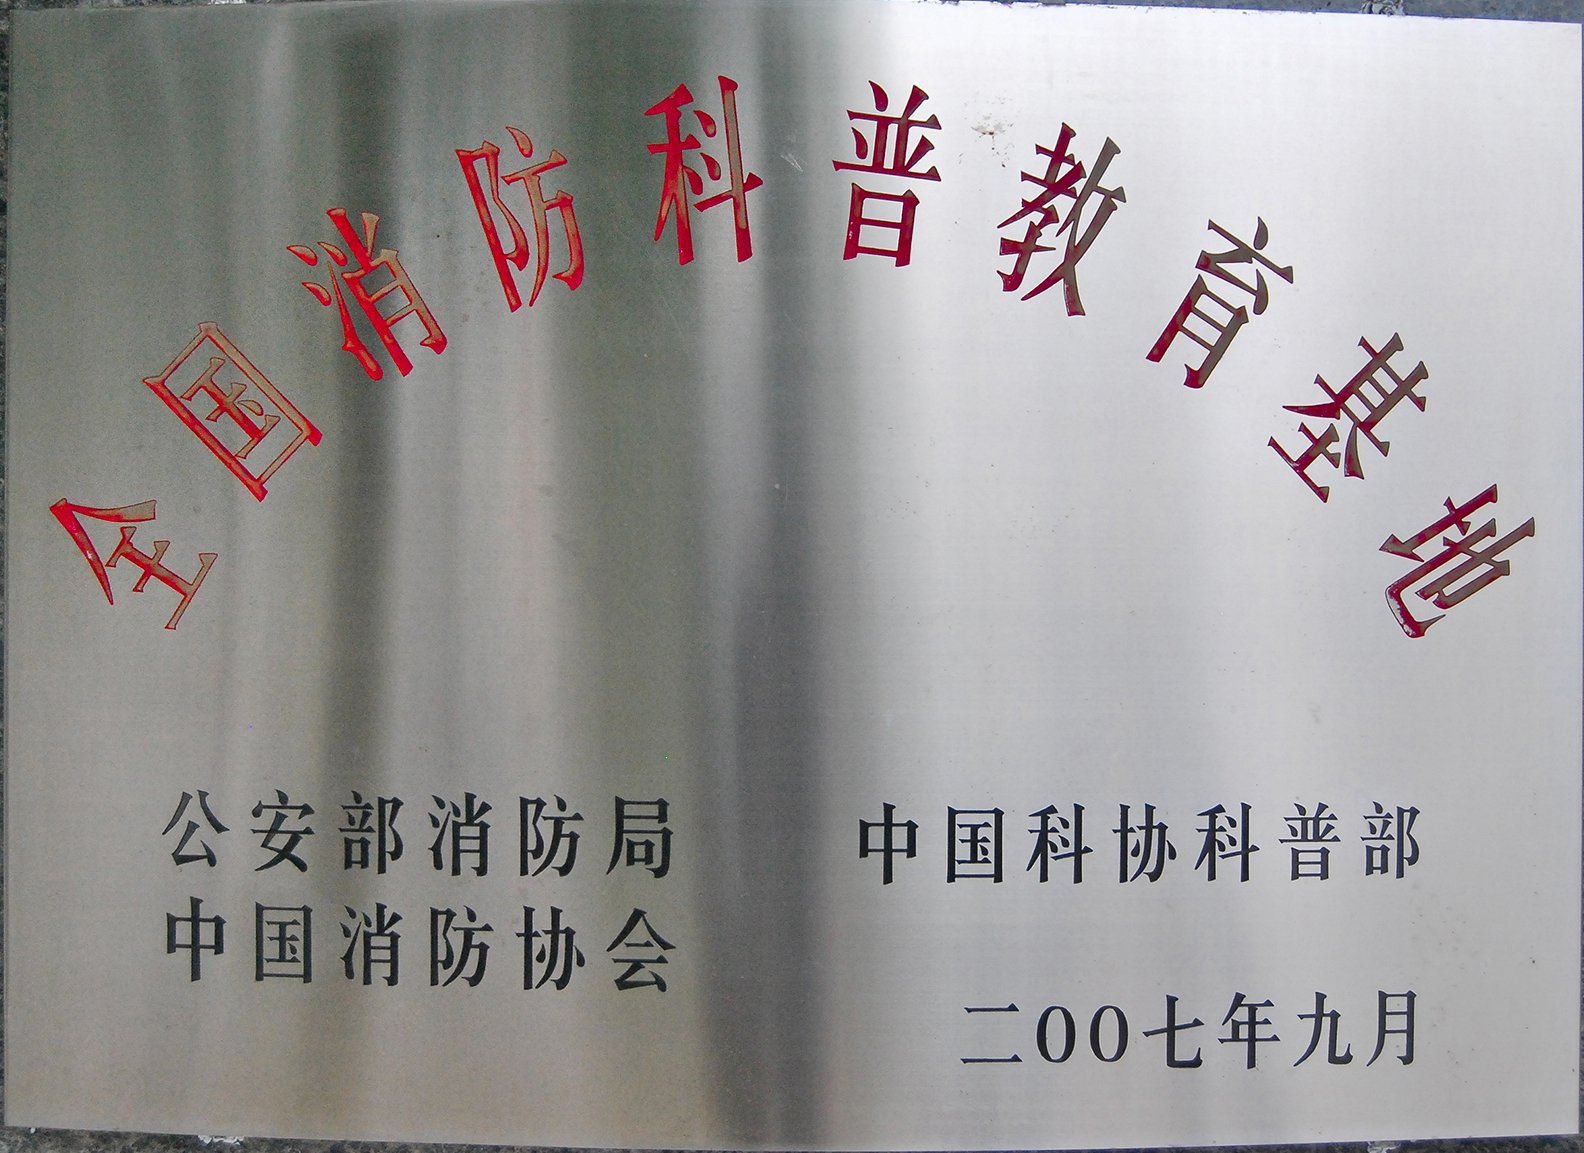 全国消防科普教育基地
公安部消防局
中国科协科普部
中国消防协会
二00七年九月